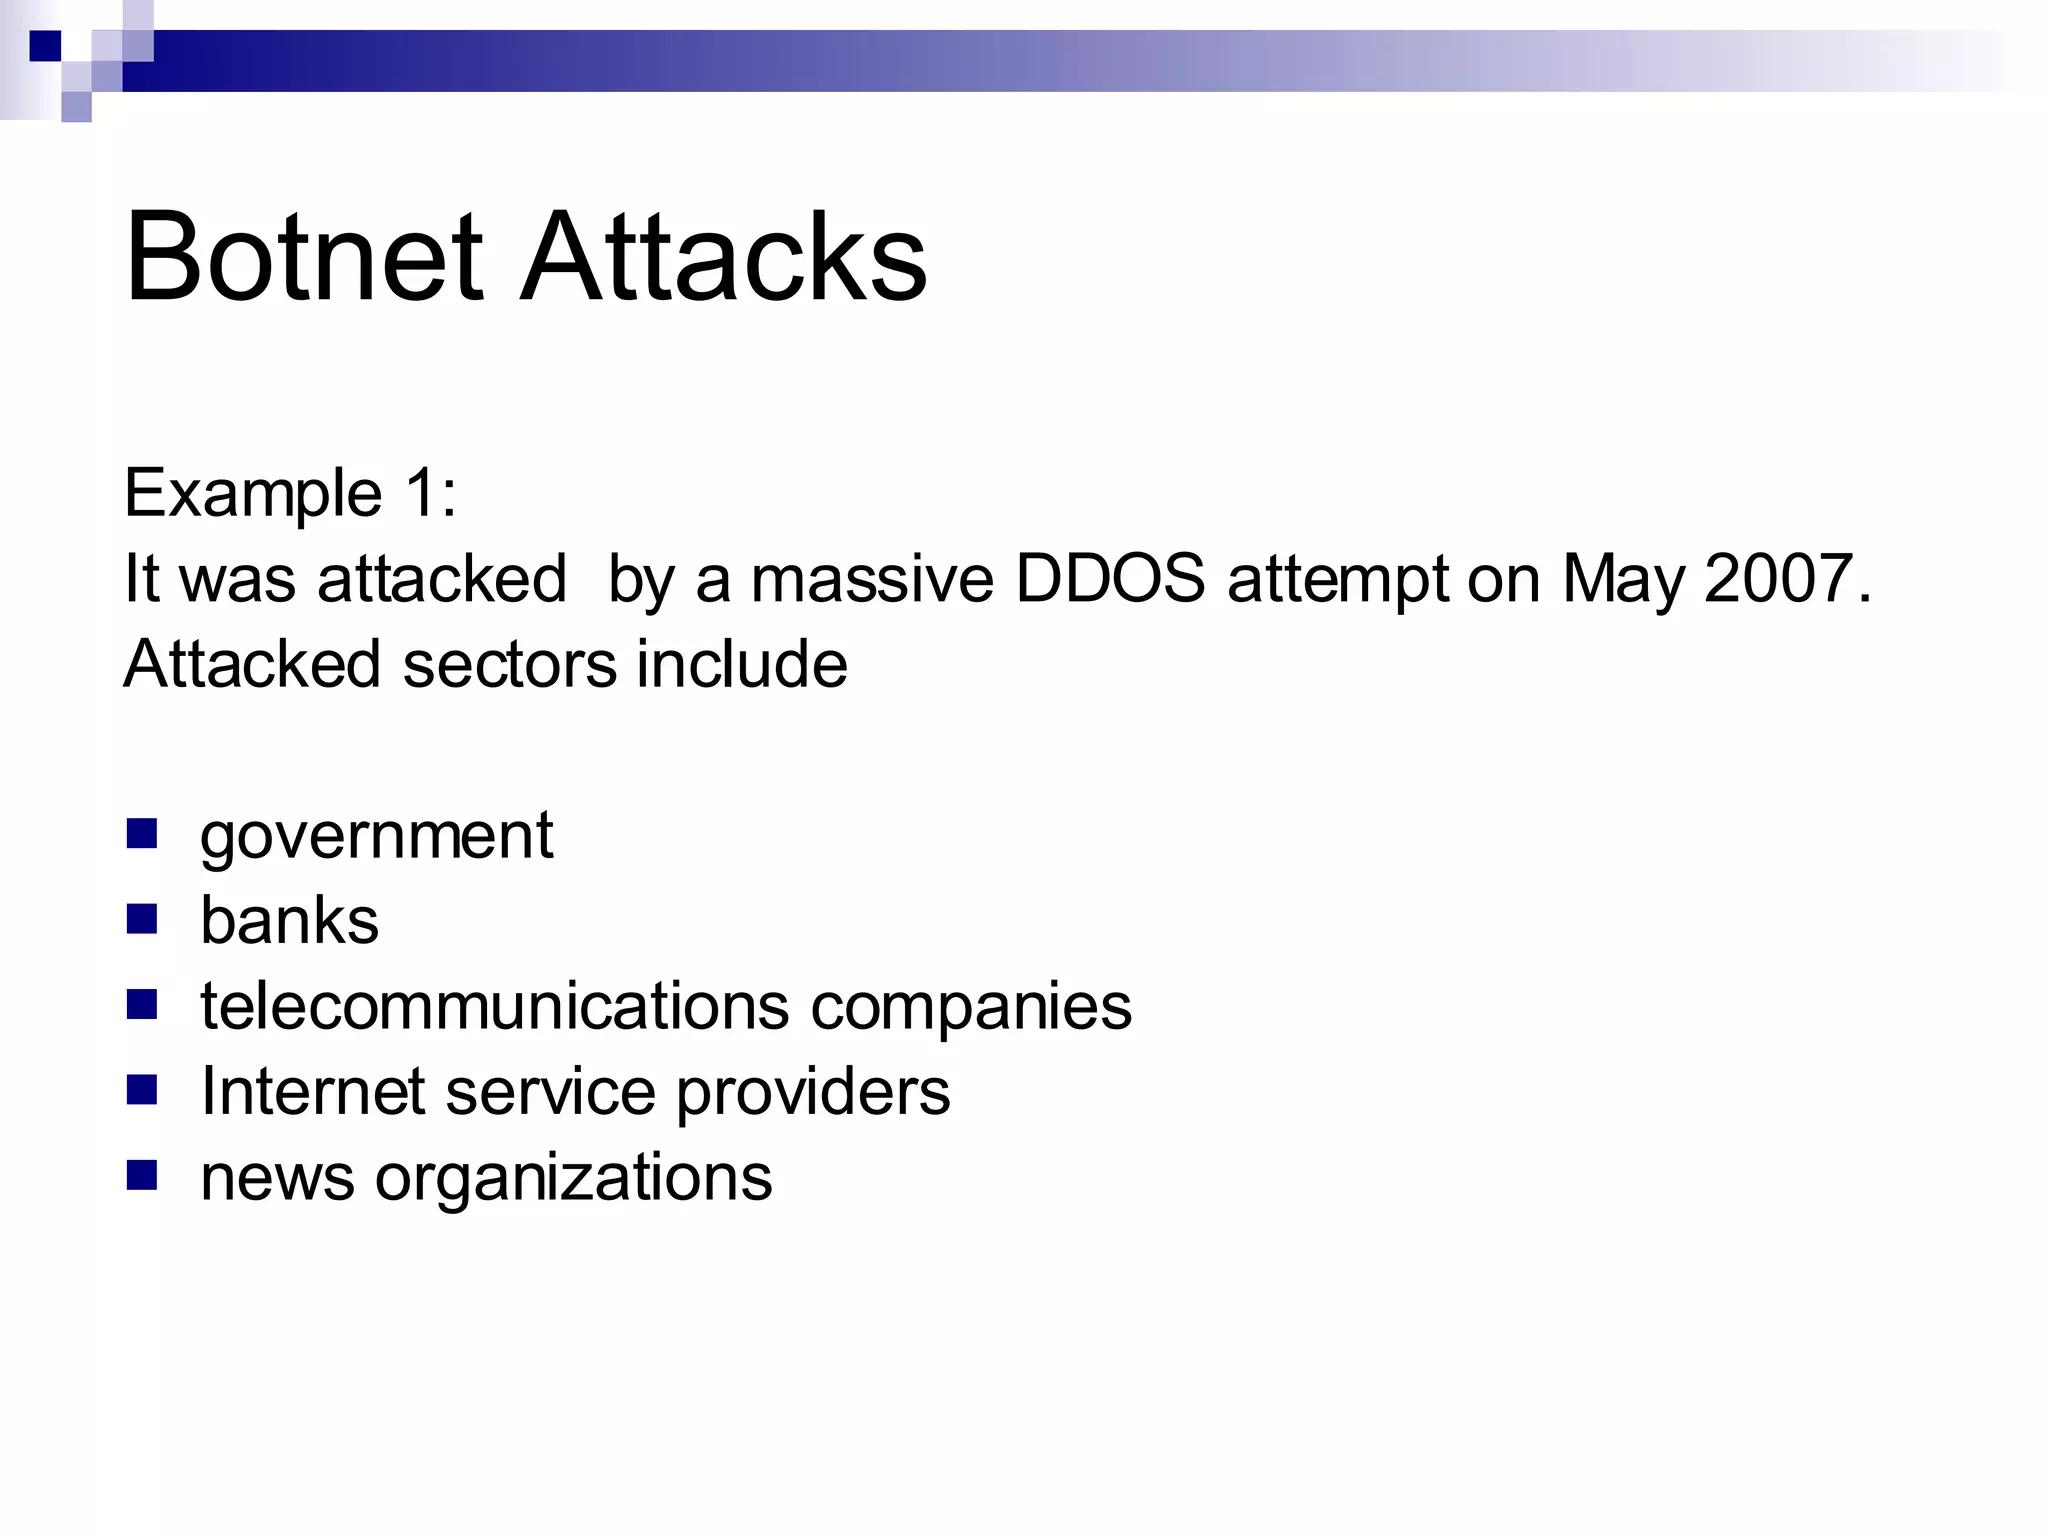 Botnet Attacks
Example 1:
It was attacked  by a massive DDOS attempt on May 2007.
Attacked sectors include
■ government
■ banks
■ telecommunications companies
■ Internet service providers
■ news organizations